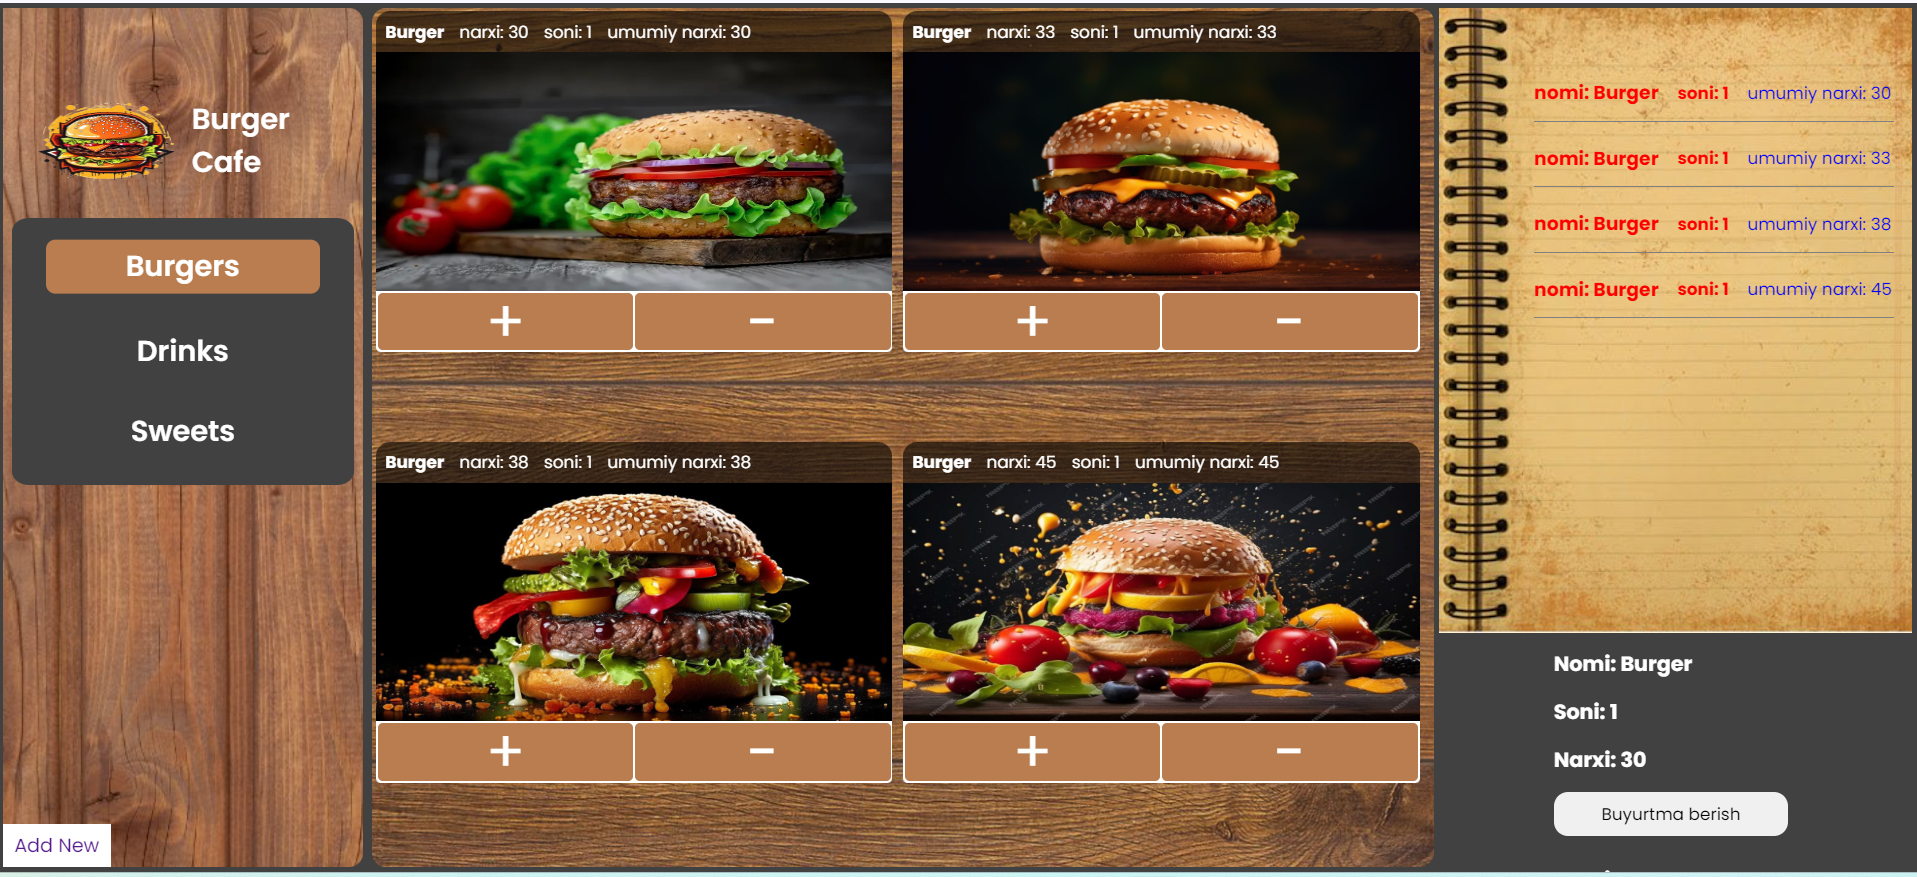 Burger
Cafe
Burgers
Drinks
Sweets
Add New
Burger narxi: 30 soni: 1 umumiy narxi: 30
+ −
Burger narxi: 33 soni: 1 umumiy narxi: 33
+ −
Burger narxi: 38 soni: 1 umumiy narxi: 38
+ −
Burger narxi: 45 soni: 1 umumiy narxi: 45
+ −
nomi: Burger soni: 1 umumiy narxi: 30
nomi: Burger soni: 1 umumiy narxi: 33
nomi: Burger soni: 1 umumiy narxi: 38
nomi: Burger soni: 1 umumiy narxi: 45
Nomi: Burger
Soni: 1
Narxi: 30
Buyurtma berish